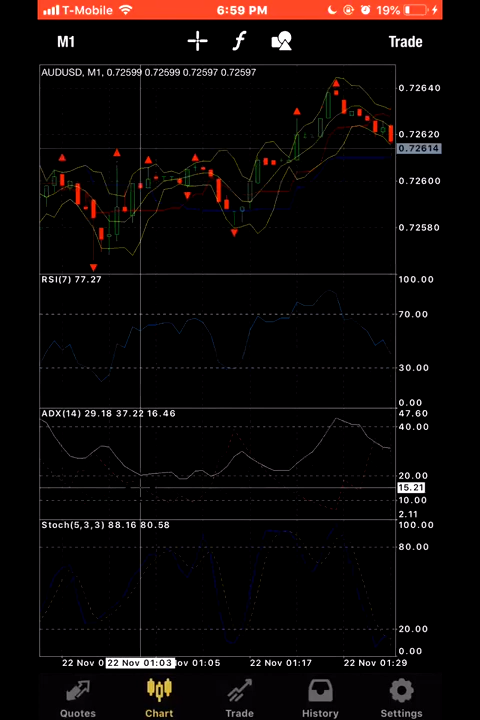 T-Mobile 6:59 PM 19%
M1 f Trade
AUDUSD, M1, 0.72599 0.72599 0.72597 0.72597
0.72640
0.72620
0.72614
0.72600
0.72580
RSI(7) 77.27
100.00
70.00
30.00
0.00
ADX(14) 29.18 37.22 16.46
47.60
40.00
20.00
15.21
10.00
2.11
Stoch(5,3,3) 88.16 80.58
100.00
80.00
20.00
0.00
22 Nov 0 22 Nov 01:03 ov 01:05 22 Nov 01:17 22 Nov 01:29
Quotes Chart Trade History Settings